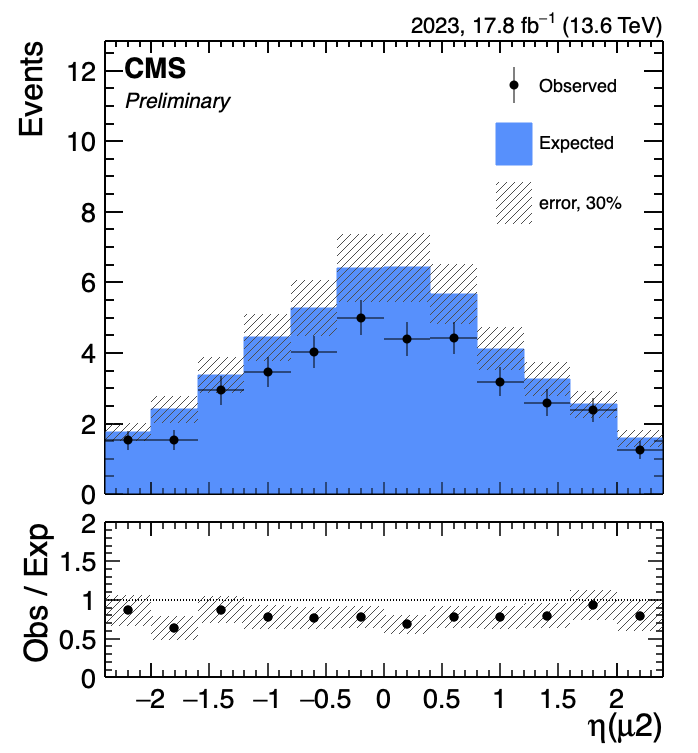 2023, 17.8 fb⁻¹ (13.6 TeV)
CMS
Preliminary
Observed
Expected
error, 30%
Events
12
10
8
6
4
2
0
Obs / Exp
2
1.5
1
0.5
0
−2 −1.5 −1 −0.5 0 0.5 1 1.5 2
η(μ2)